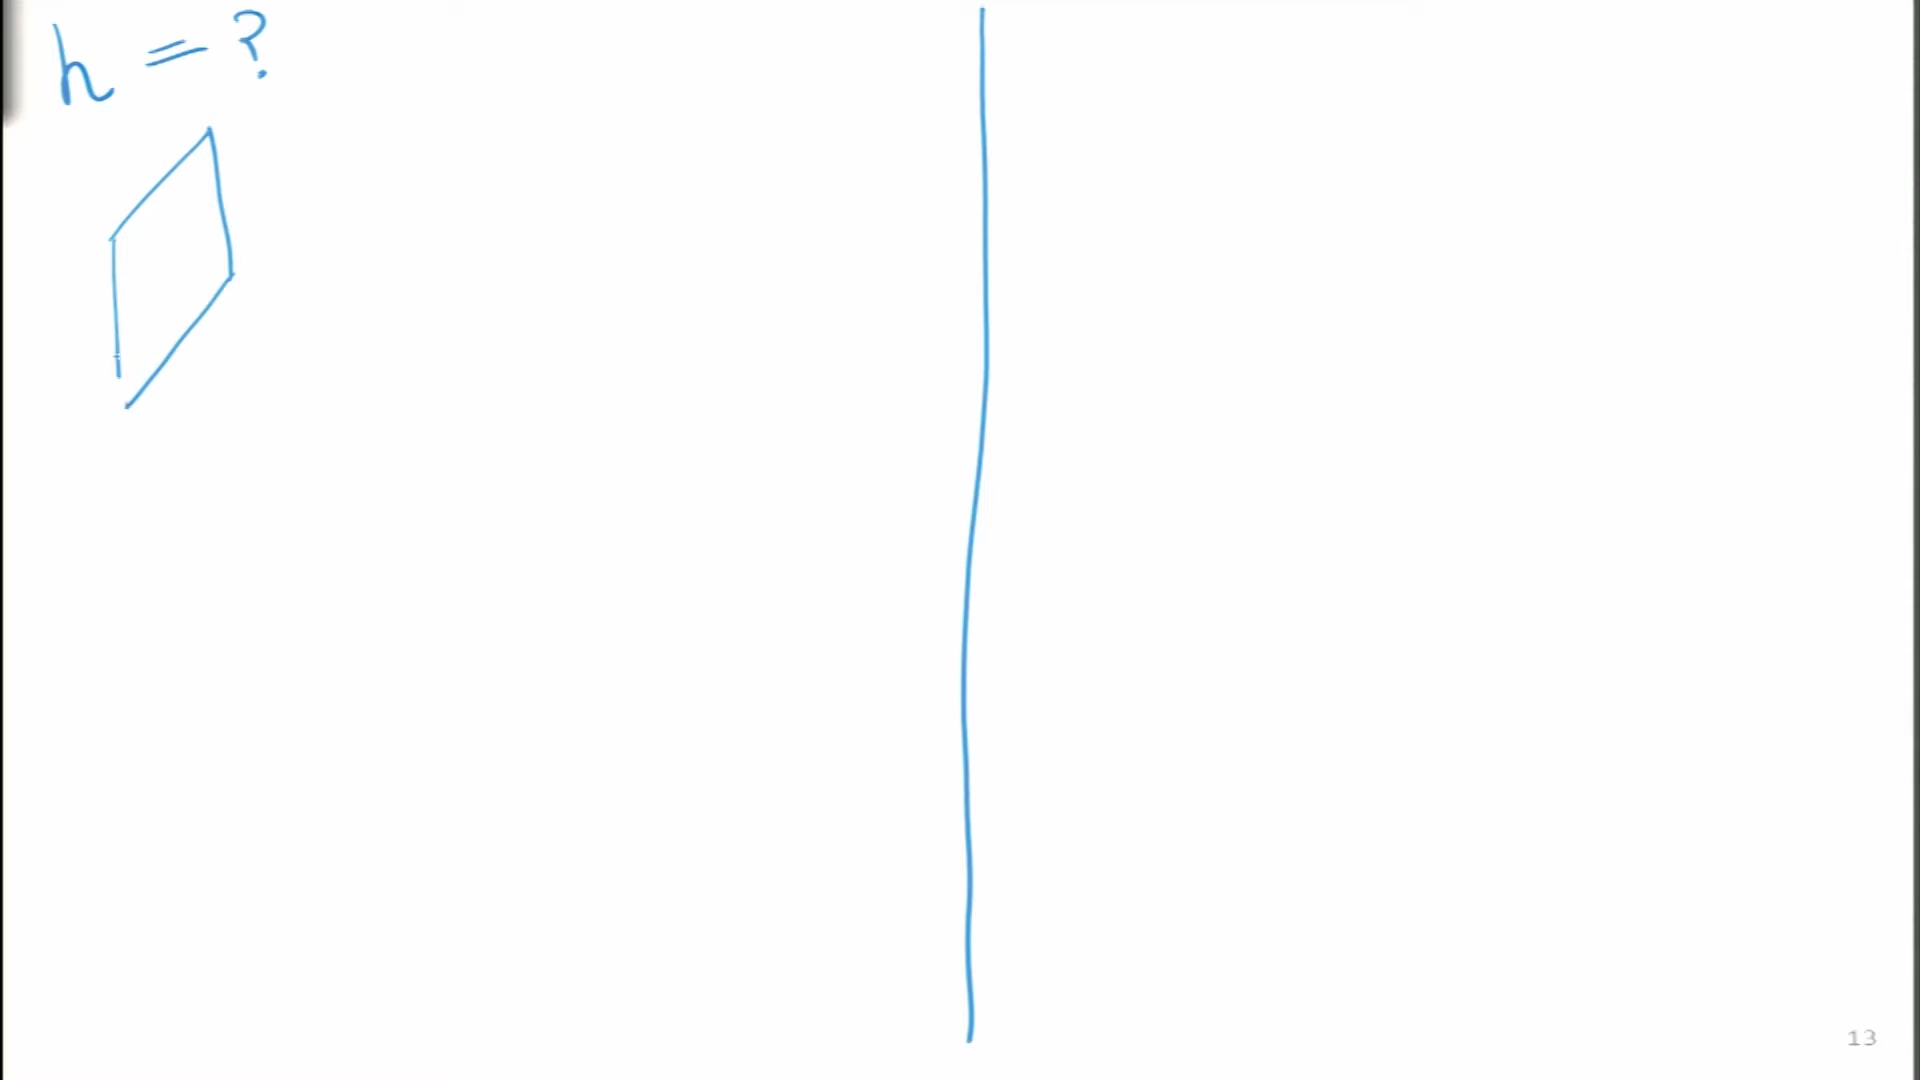 h = ?
13